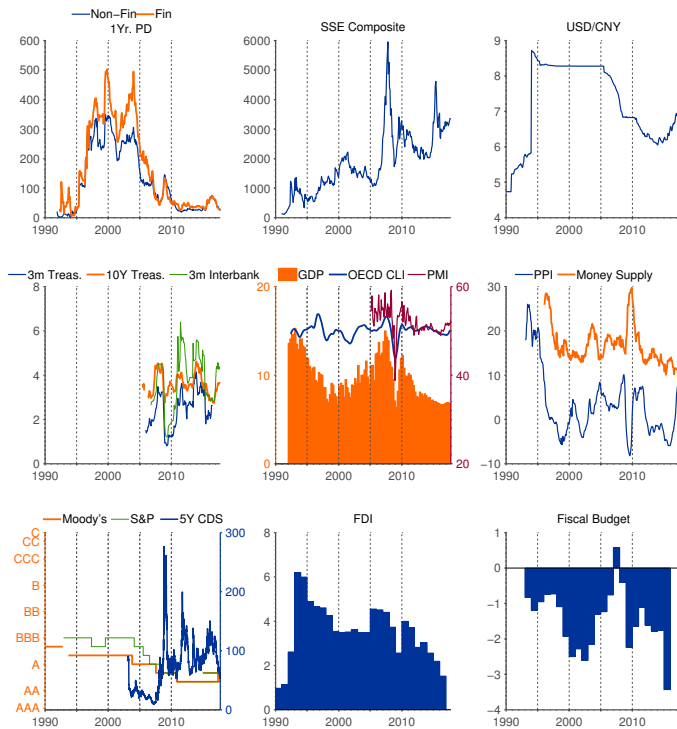 Non-Fin Fin
1Yr. PD
600
500
400
300
200
100
0
1990 2000 2010
SSE Composite
6000
5000
4000
3000
2000
1000
0
1990 2000 2010
USD/CNY
9
8
7
6
5
4
1990 2000 2010
3m Treas. 10Y Treas. 3m Interbank
8
6
4
2
0
1990 2000 2010
GDP OECD CLI PMI
20 60
10 40
0 20
1990 2000 2010
PPI Money Supply
30
20
10
0
−10
1990 2000 2010
Moody's S&P 5Y CDS
C 300
CC
CCC
B 200
BB
BBB 100
A
AA
AAA 0
1990 2000 2010
FDI
8
6
4
2
0
1990 2000 2010
Fiscal Budget
1
0
−1
−2
−3
−4
1990 2000 2010